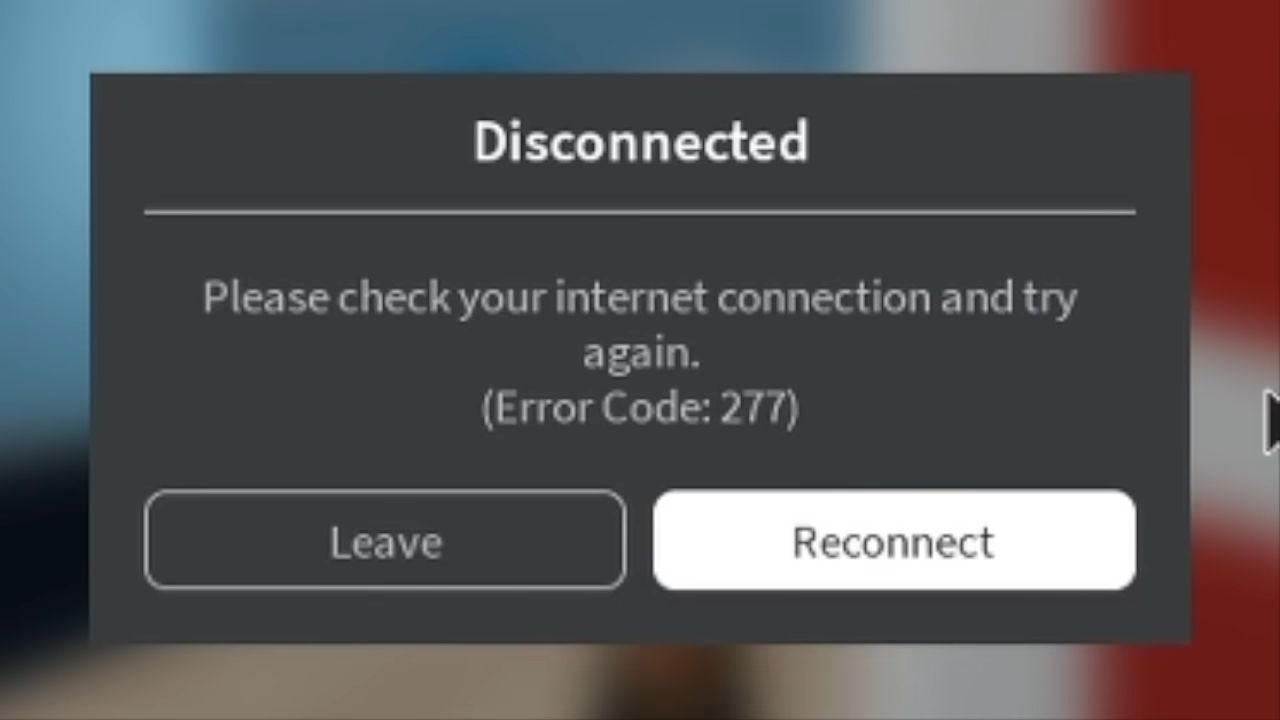 Disconnected
Please check your internet connection and try
again.
(Error Code: 277)
Leave
Reconnect